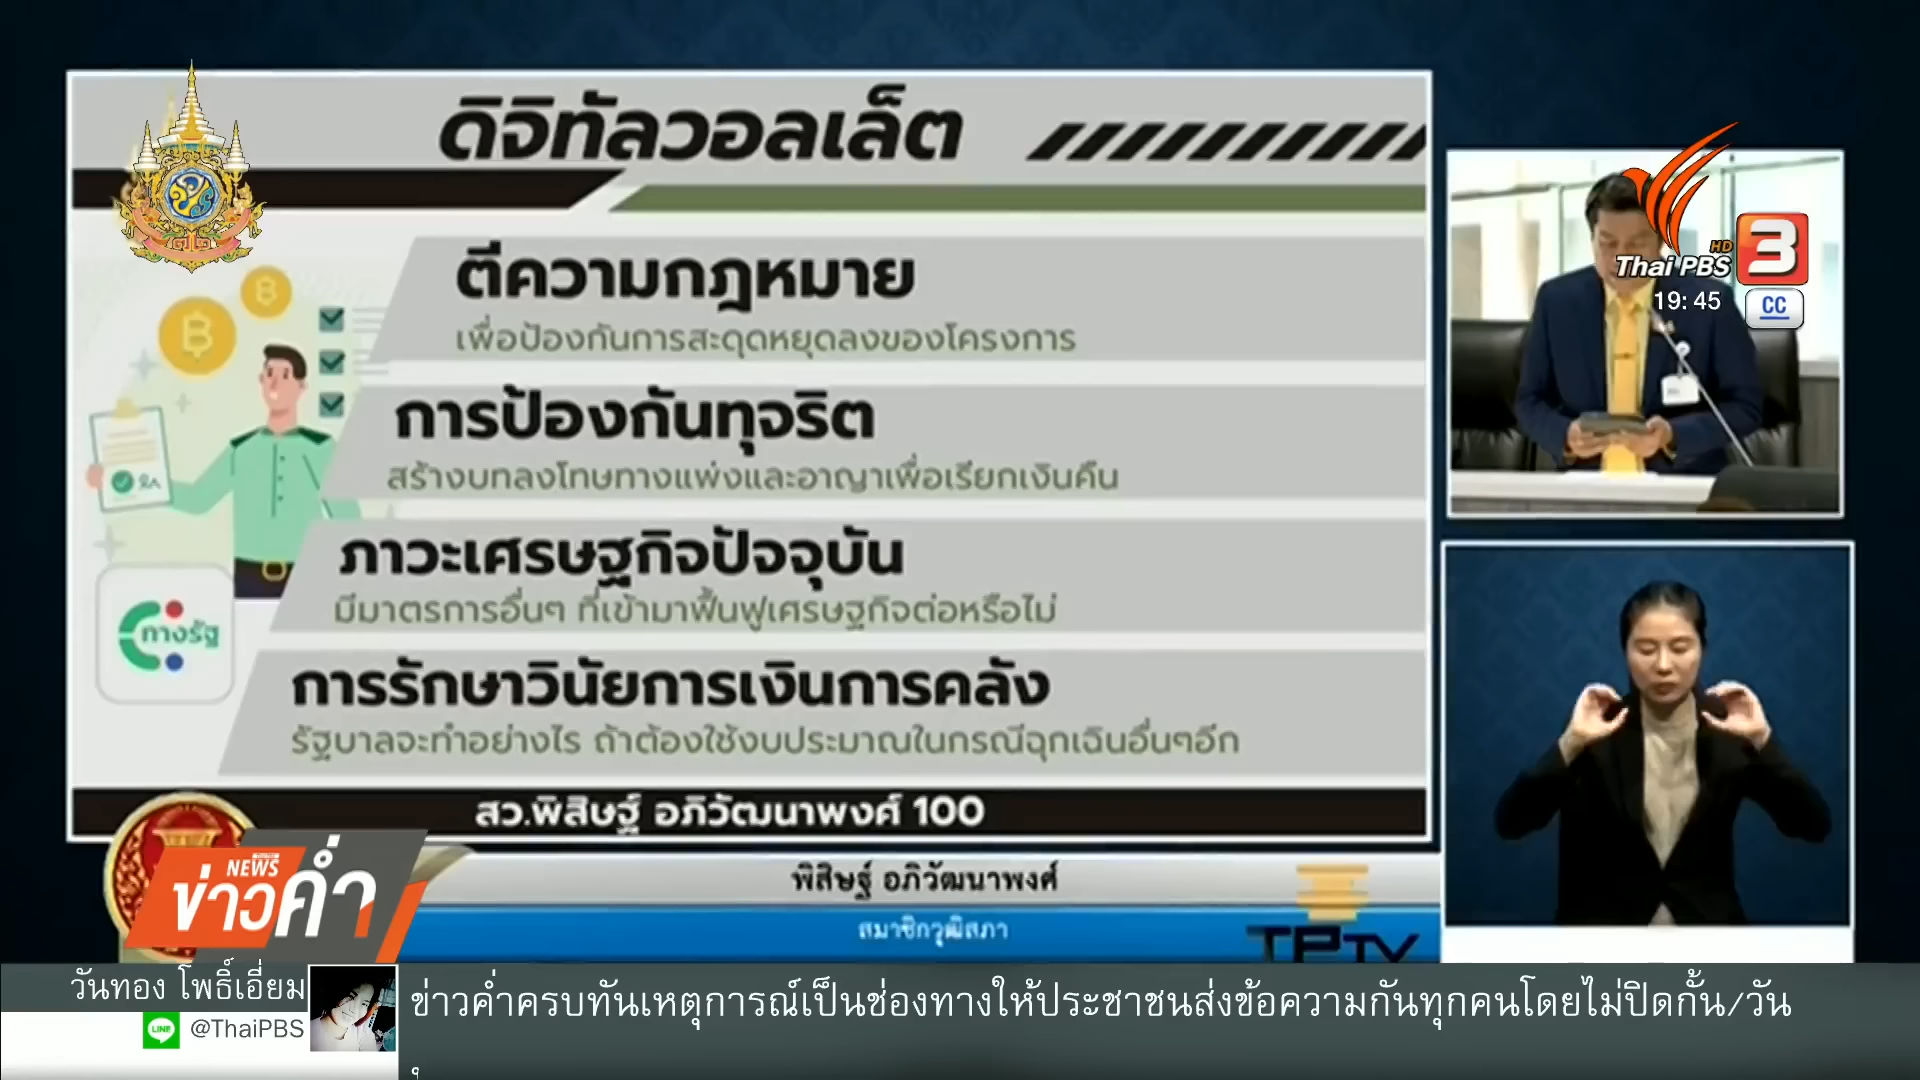 ดิจิทัลวอลเล็ต
ตีความกฎหมาย
เพื่อป้องกันการสะดุดหยุดลงของโครงการ
การป้องกันทุจริต
สร้างบทลงโทษทางแพ่งและอาญาเพื่อเรียกเงินคืน
ภาวะเศรษฐกิจปัจจุบัน
มีมาตรการอื่นๆ ที่เข้ามาฟื้นฟูเศรษฐกิจต่อหรือไม่
ทางรัฐ
การรักษาวินัยการเงินการคลัง
รัฐบาลจะทำอย่างไร ถ้าต้องใช้งบประมาณในกรณีฉุกเฉินอื่นๆอีก
สว.พิสิษฐ์ อภิวัฒนาพงศ์ 100
HD
Thai PBS
3
19:45
CC
พิสิษฐ์ อภิวัฒนาพงศ์
สมาชิกวุฒิสภา
TPTV
ข่าวค่ำ
วันทอง โพธิ์เอี่ยม
LINE
@ThaiPBS
ข่าวค่ำครบทันเหตุการณ์เป็นช่องทางให้ประชาชนส่งข้อความกันทุกคนโดยไม่ปิดกั้น/วัน